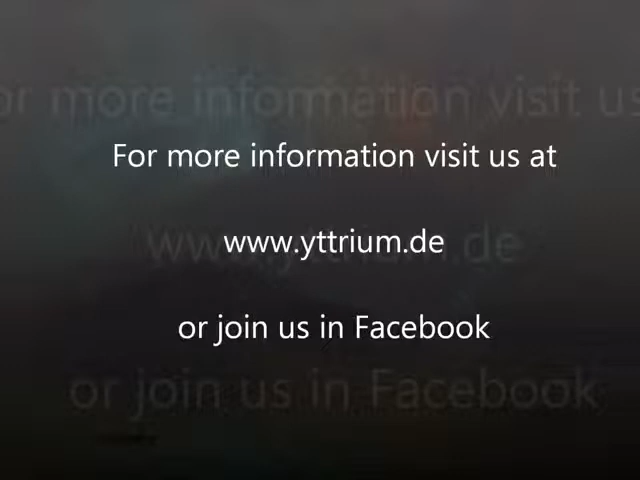 For more information visit us at
www.yttrium.de
or join us in Facebook